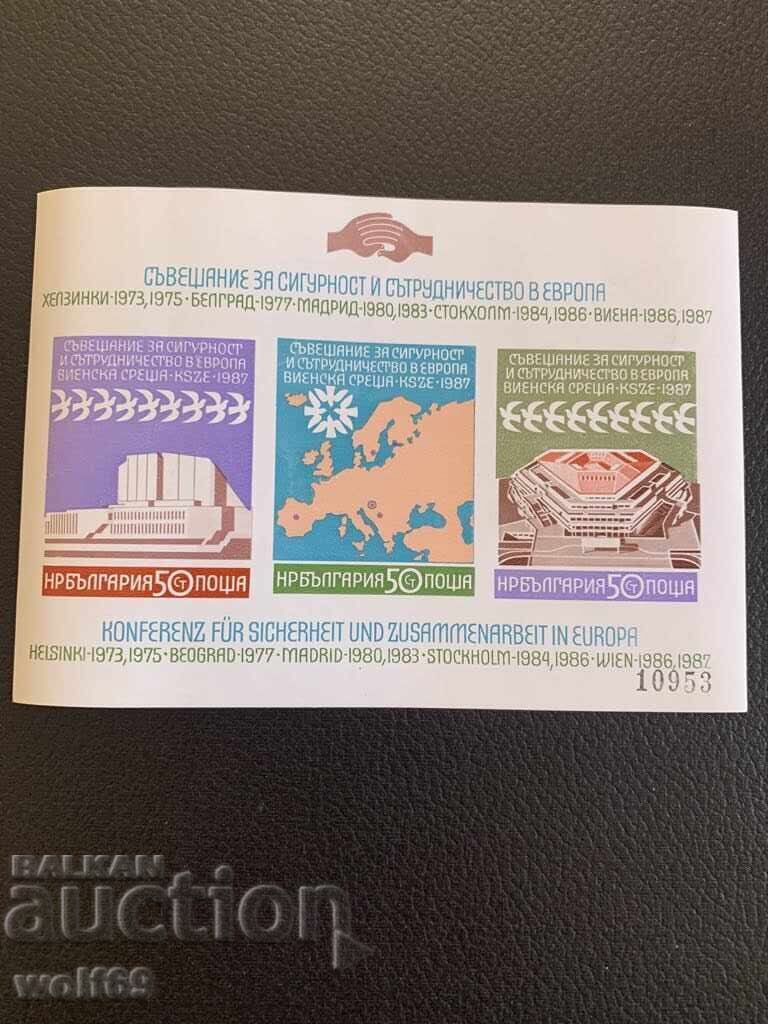 СЪВЕЩАНИЕ ЗА СИГУРНОСТ И СЪТРУДНИЧЕСТВО В ЕВРОПА
ХЕЛЗИНКИ-1973,1975·БЕЛГРАД-1977·МАДРИД-1980,1983·СТОКХОЛМ-1984,1986·ВИЕНА-1986,1987
СЪВЕЩАНИЕ ЗА СИГУРНОСТ
И СЪТРУДНИЧЕСТВО В ЕВРОПА
ВИЕНСКА СРЕЩА·KSZE·1987
НРБЪЛГАРИЯ 50 СТ ПОЩА
СЪВЕЩАНИЕ ЗА СИГУРНОСТ
И СЪТРУДНИЧЕСТВО В ЕВРОПА
ВИЕНСКА СРЕЩА·KSZE·1987
НРБЪЛГАРИЯ 50 СТ ПОЩА
СЪВЕЩАНИЕ ЗА СИГУРНОСТ
И СЪТРУДНИЧЕСТВО В ЕВРОПА
ВИЕНСКА СРЕЩА·KSZE·1987
НРБЪЛГАРИЯ 50 СТ ПОЩА
KONFERENZ FÜR SICHERHEIT UND ZUSAMMENARBEIT IN EUROPA
HELSINKI-1973,1975·BEOGRAD-1977·MADRID-1980,1983·STOCKHOLM-1984,1986·WIEN-1986,1987
10953
BALKAN
auction
wolf69